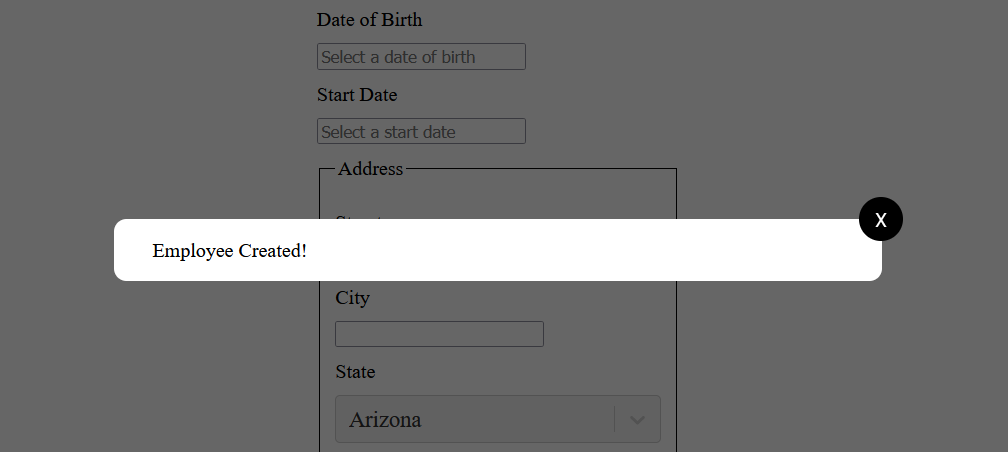 Date of Birth
Select a date of birth
Start Date
Select a start date
Address
X
Employee Created!
City
State
Arizona